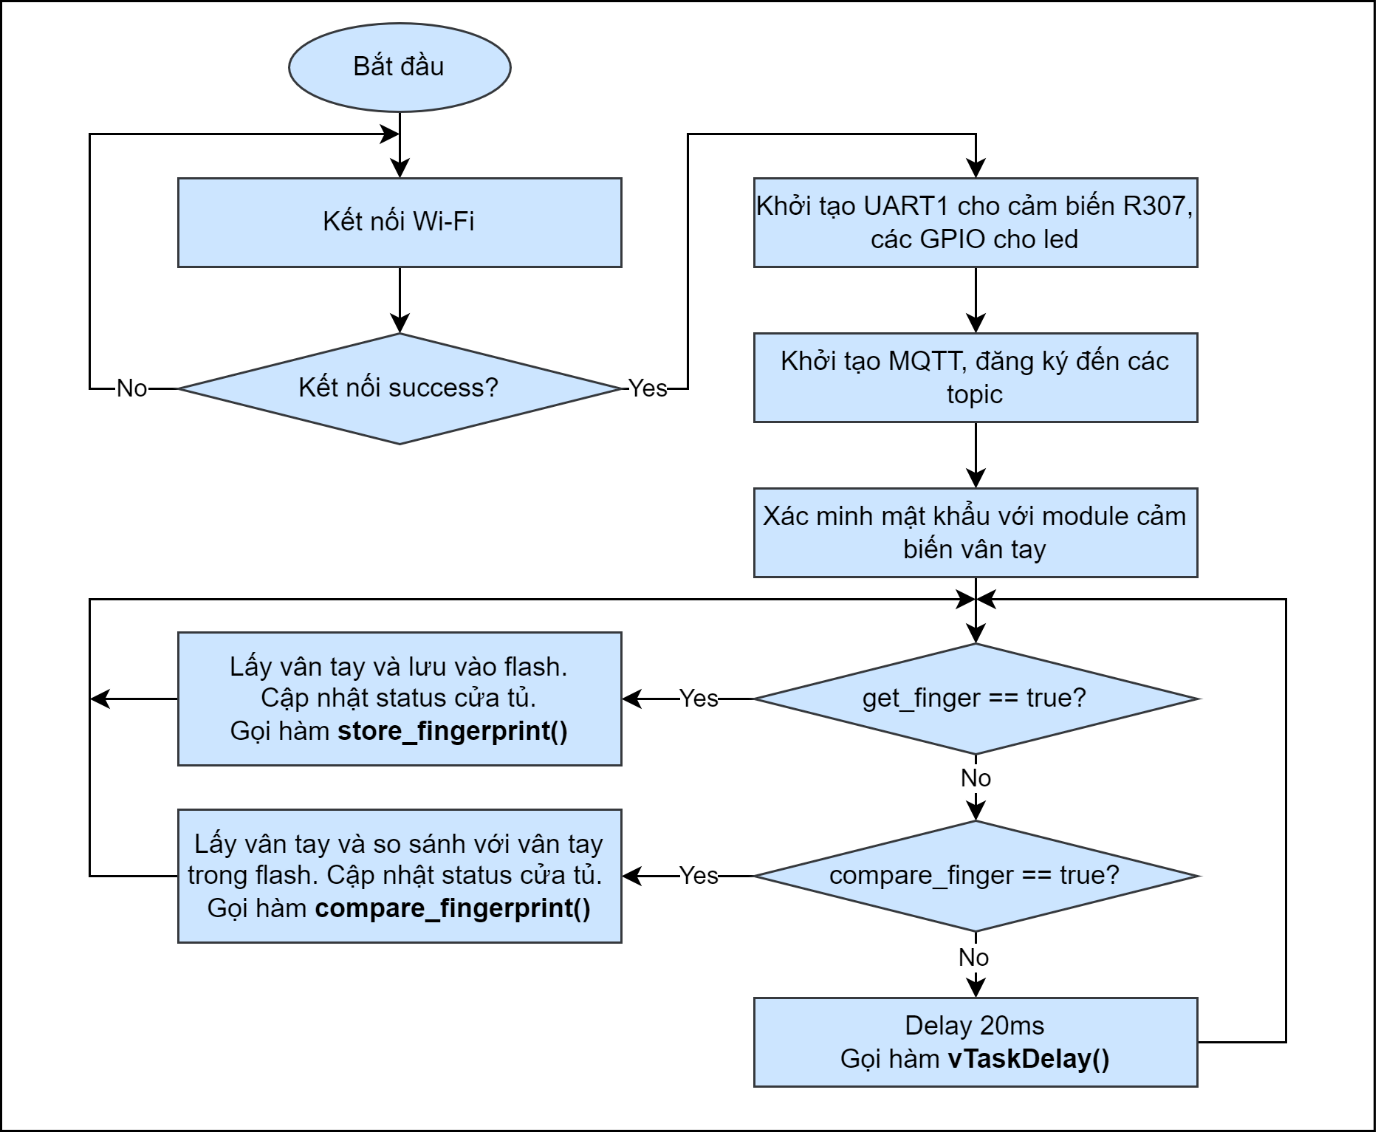 Bắt đầu
Kết nối Wi-Fi
Kết nối success?
No
Yes
Khởi tạo UART1 cho cảm biến R307,
các GPIO cho led
Khởi tạo MQTT, đăng ký đến các
topic
Xác minh mật khẩu với module cảm
biến vân tay
get_finger == true?
Yes
Lấy vân tay và lưu vào flash.
Cập nhật status cửa tủ.
Gọi hàm store_fingerprint()
No
compare_finger == true?
Yes
Lấy vân tay và so sánh với vân tay
trong flash. Cập nhật status cửa tủ.
Gọi hàm compare_fingerprint()
No
Delay 20ms
Gọi hàm vTaskDelay()